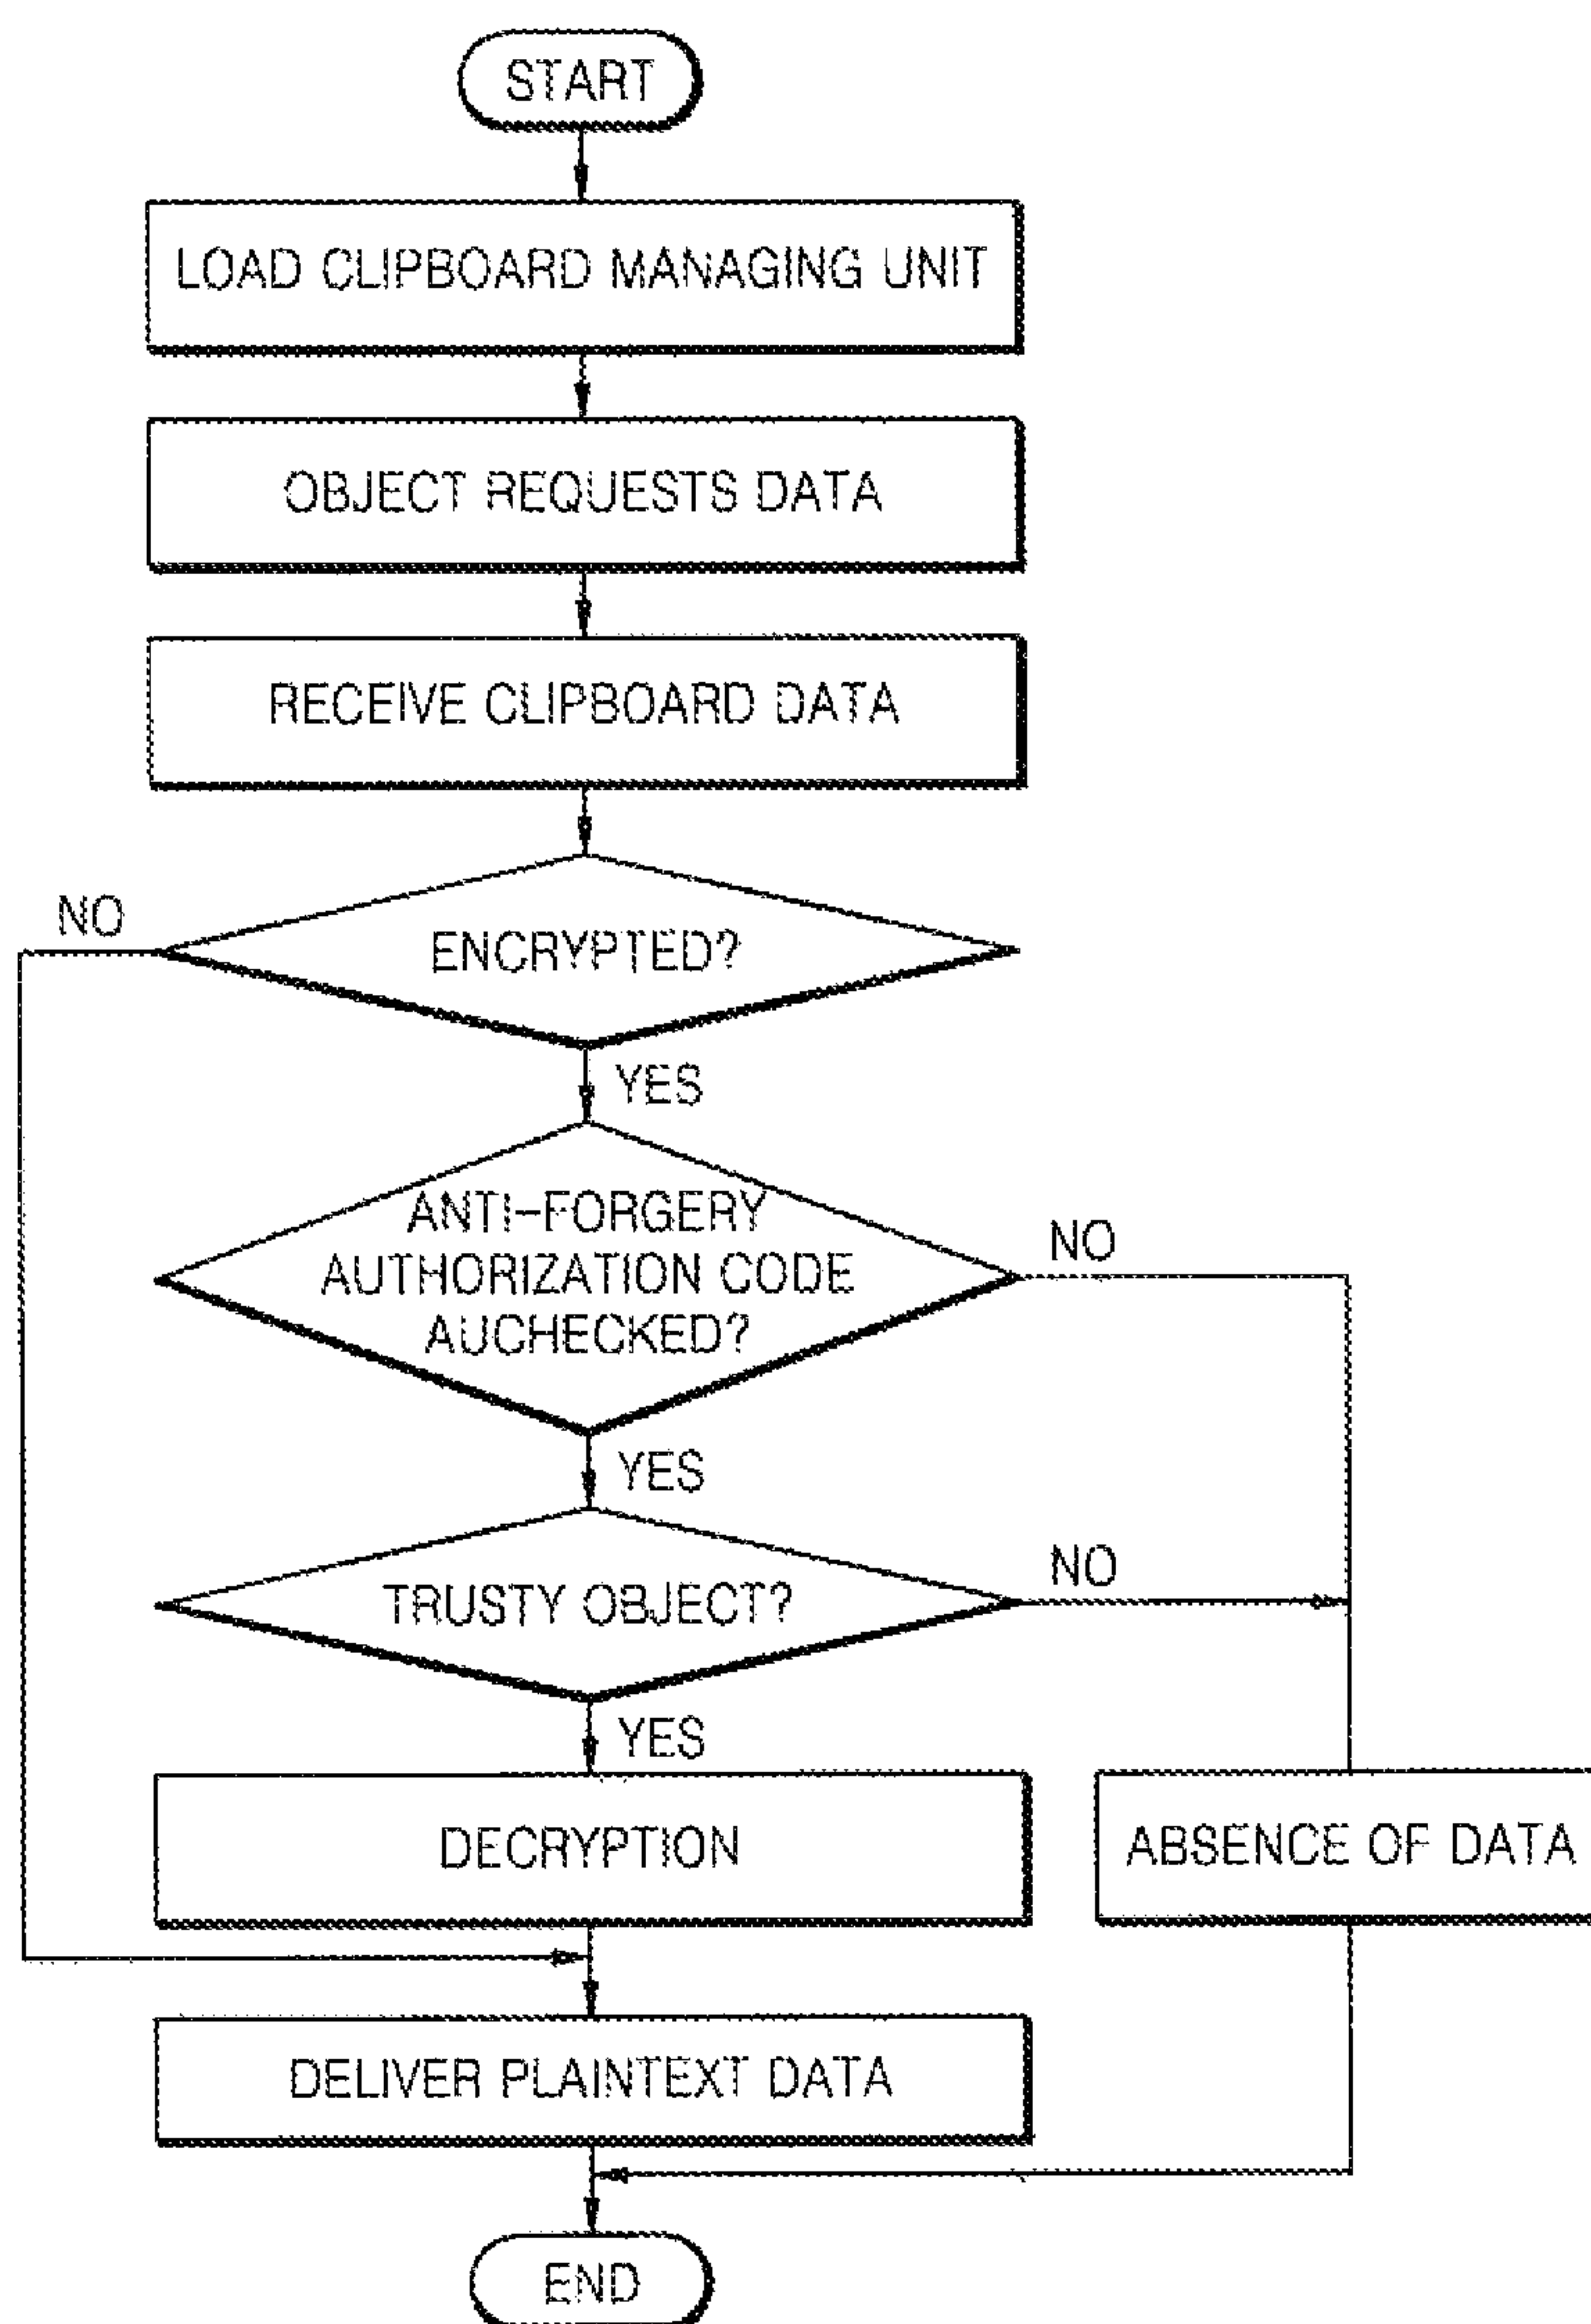 START
LOAD CLIPBOARD MANAGING UNIT
OBJECT REQUESTS DATA
RECEIVE CLIPBOARD DATA
NO
ENCRYPTED?
YES
ANTI-FORGERY
AUTHORIZATION CODE
AUCHECKED?
NO
YES
TRUSTY OBJECT?
NO
YES
DECRYPTION
ABSENCE OF DATA
DELIVER PLAINTEXT DATA
END